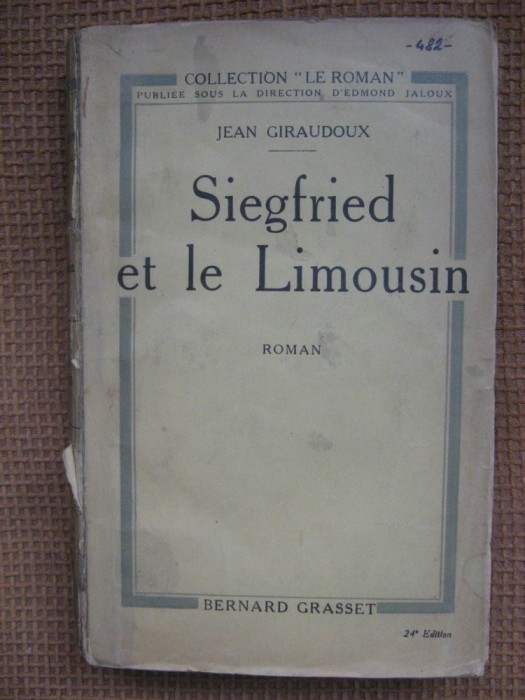 -482-
COLLECTION "LE ROMAN"
PUBLIÉE SOUS LA DIRECTION D'EDMOND JALOUX
JEAN GIRAUDOUX
Siegfried
et le Limousin
ROMAN
BERNARD GRASSET
24e Edition